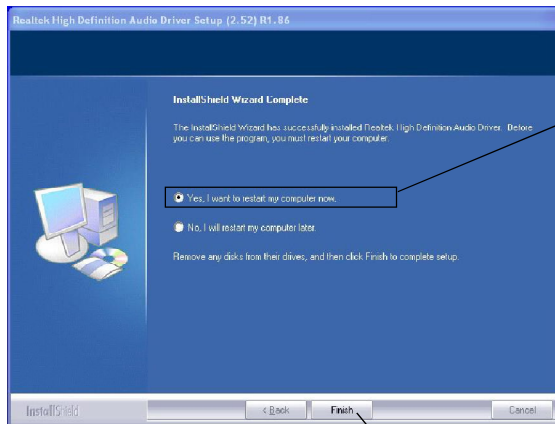 Realtek High Definition Audio Driver Setup (2.52) R1.86
InstallShield Wizard Complete
The InstallShield Wizard has successfully installed Realtek High Definition Audio Driver. Before
you can use the program, you must restart your computer.
Yes, I want to restart my computer now.
No, I will restart my computer later.
Remove any disks from their drives, and then click Finish to complete setup.
InstallShield
< Back
Finish
Cancel